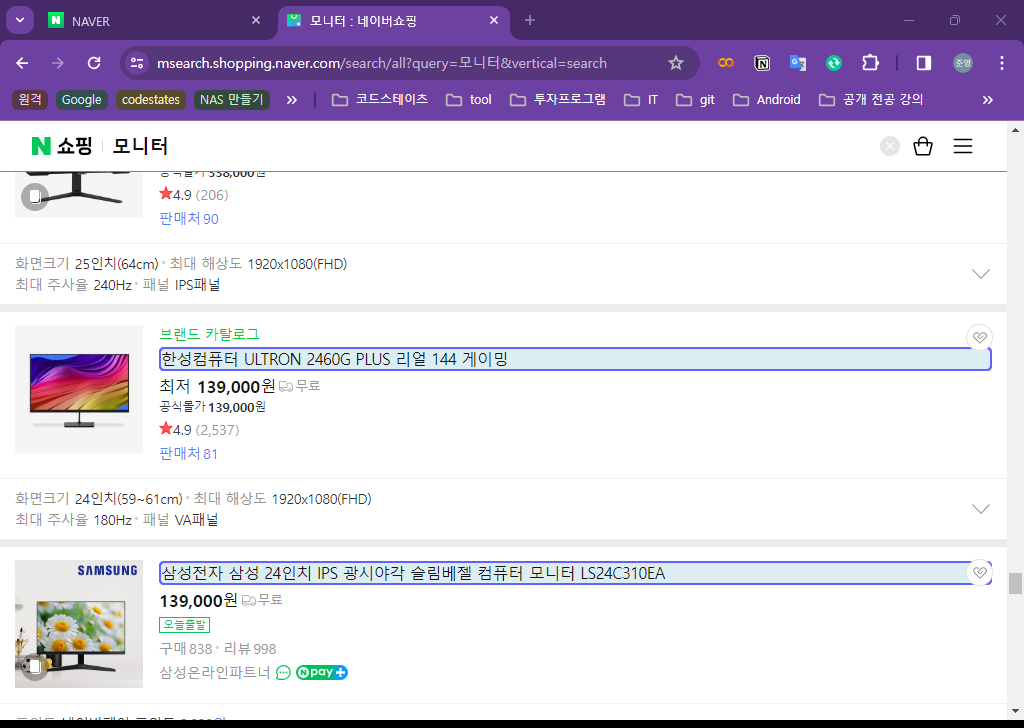 NAVER
모니터 : 네이버쇼핑
msearch.shopping.naver.com/search/all?query=모니터&vertical=search
준영
원격 Google codestates NAS 만들기 코드스테이츠 tool 투자프로그램 IT git Android 공개 전공 강의
N 쇼핑 모니터
공식몰가 338,000원
4.9 (206)
판매처 90
화면크기 25인치(64cm) · 최대 해상도 1920x1080(FHD)
최대 주사율 240Hz · 패널 IPS패널
브랜드 카탈로그
한성컴퓨터 ULTRON 2460G PLUS 리얼 144 게이밍
최저 139,000원 무료
공식몰가 139,000원
4.9 (2,537)
판매처 81
화면크기 24인치(59~61cm) · 최대 해상도 1920x1080(FHD)
최대 주사율 180Hz · 패널 VA패널
SAMSUNG
삼성전자 삼성 24인치 IPS 광시야각 슬림베젤 컴퓨터 모니터 LS24C310EA
139,000원 무료
오늘출발
구매 838 · 리뷰 998
삼성온라인파트너 N pay +